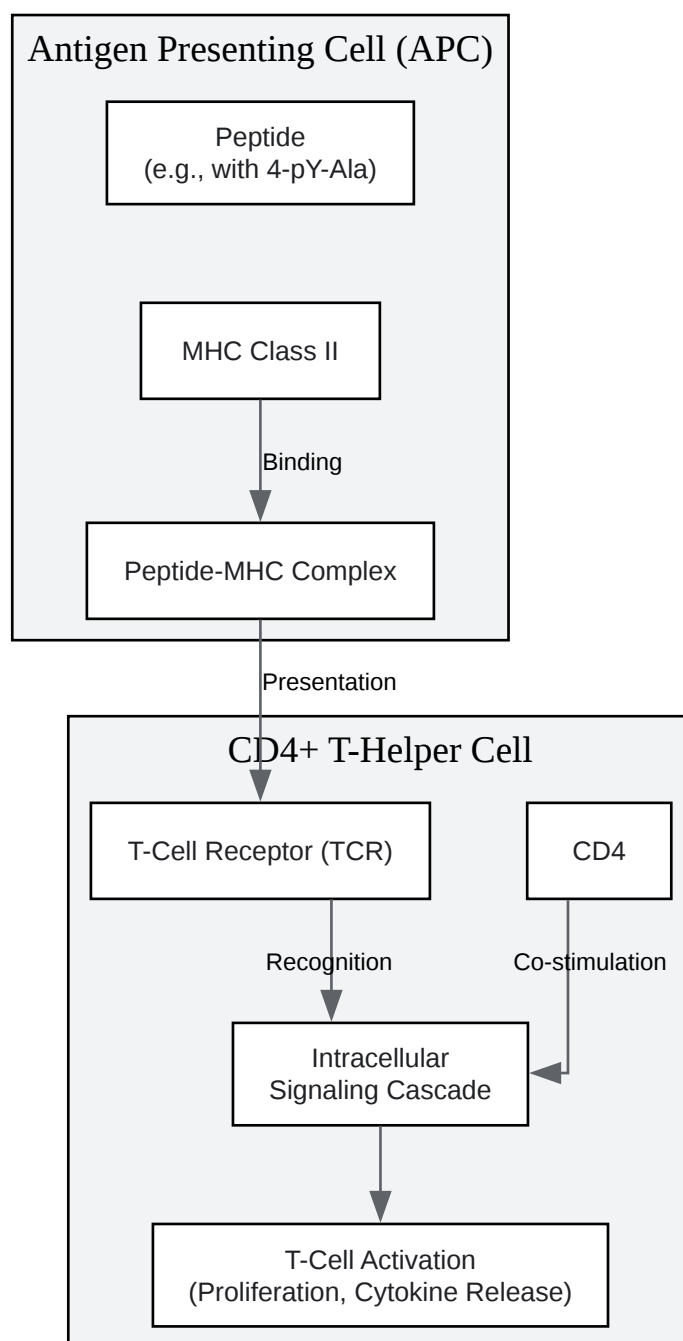 Antigen Presenting Cell (APC)
Peptide
(e.g., with 4-pY-Ala)
MHC Class II
Binding
Peptide-MHC Complex
Presentation
CD4+ T-Helper Cell
T-Cell Receptor (TCR)
CD4
Recognition
Co-stimulation
Intracellular
Signaling Cascade
T-Cell Activation
(Proliferation, Cytokine Release)